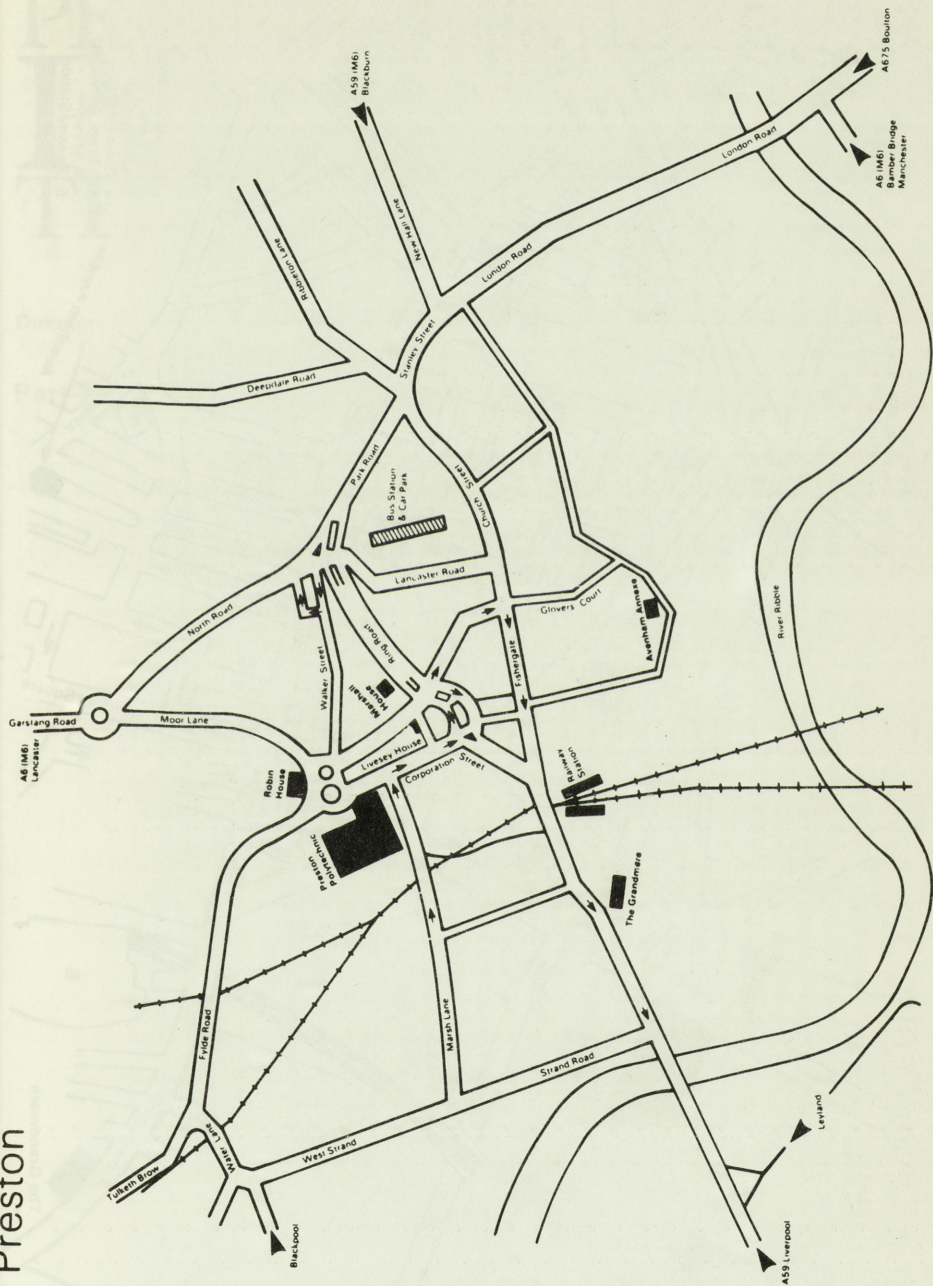 Preston
A6 (M6)
Lancaster
Garstang Road
Moor Lane
North Road
Deepdale Road
Ribbleton Lane
A59 (M6)
Blackburn
New Hall Lane
Stanley Street
Park Road
Bus Station
& Car Park
Church Street
Lancaster Road
Ring Road
Walker Street
Marshall
House
Robin
House
Livesey House
Corporation Street
Preston
Polytechnic
Fishergate
Glovers Court
Avenham Annexe
Railway
Station
The Grandmere
Fylde Road
Tulketh Brow
Water Lane
Blackpool
West Strand
Marsh Lane
Strand Road
A59 Liverpool
Leyland
River Ribble
London Road
London Road
A6 (M6)
Bamber Bridge
Manchester
A675 Boulton